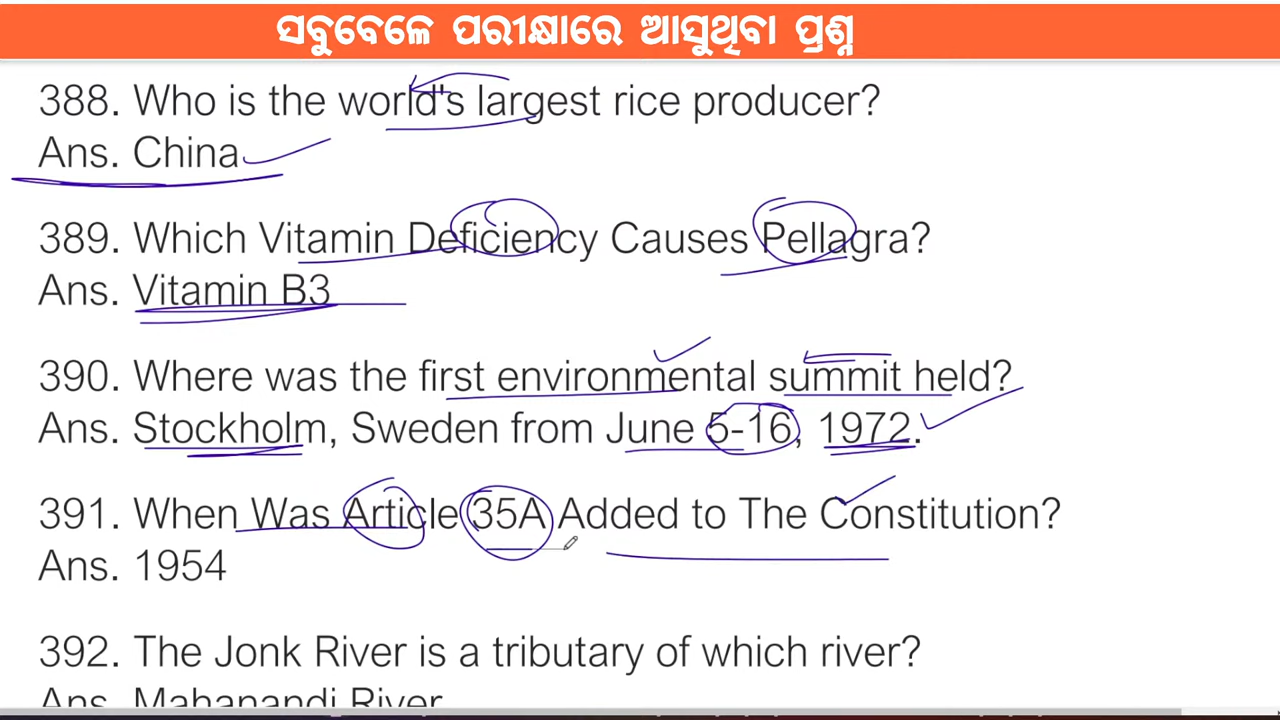 ସବୁବେଳେ ପରୀକ୍ଷାରେ ଆସୁଥିବା ପ୍ରଶ୍ନ
388. Who is the world's largest rice producer?
Ans. China
389. Which Vitamin Deficiency Causes Pellagra?
Ans. Vitamin B3
390. Where was the first environmental summit held?
Ans. Stockholm, Sweden from June 5-16, 1972.
391. When Was Article 35A Added to The Constitution?
Ans. 1954
392. The Jonk River is a tributary of which river?
Ans. Mahanandi River